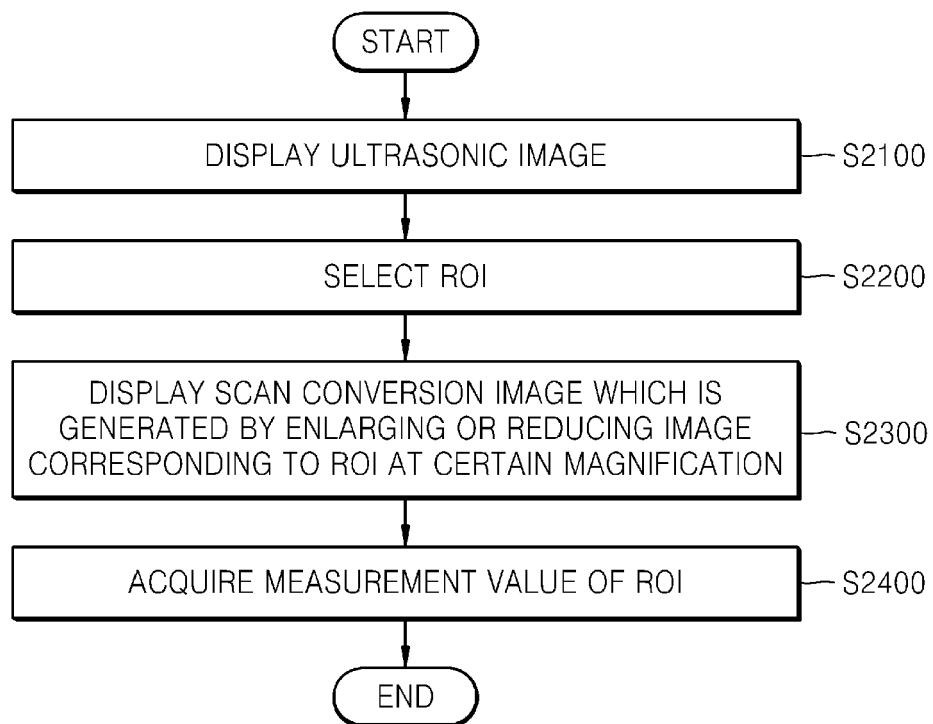 START
DISPLAY ULTRASONIC IMAGE
S2100
SELECT ROI
S2200
DISPLAY SCAN CONVERSION IMAGE WHICH IS
GENERATED BY ENLARGING OR REDUCING IMAGE
CORRESPONDING TO ROI AT CERTAIN MAGNIFICATION
S2300
ACQUIRE MEASUREMENT VALUE OF ROI
S2400
END